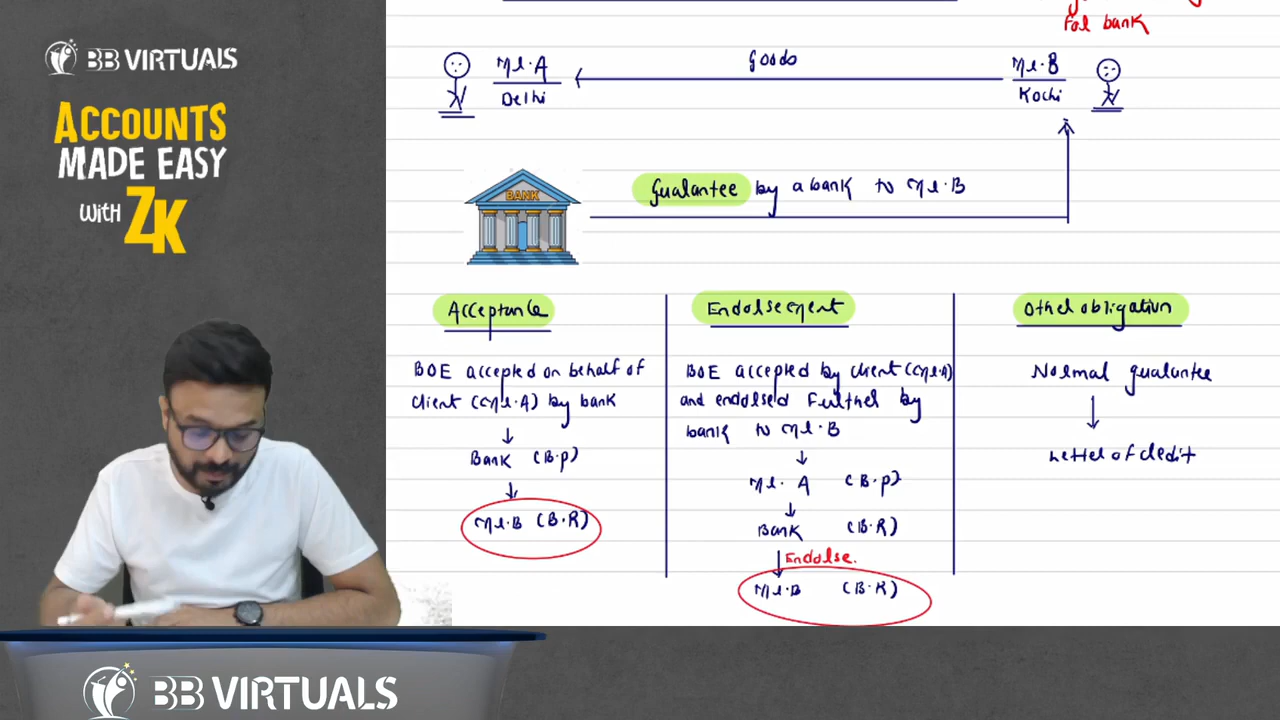 BB VIRTUALS
ACCOUNTS
MADE EASY
with ZK
For bank
Mr. A
Delhi
Goods
Mr. B
Kochi
BANK
Guarantee by a bank to Mr. B
Acceptance
BOE accepted on behalf of
client (Mr. A) by bank
Bank (B.P)
Mr. B (B.R)
Endorsement
BOE accepted by client (Mr. A)
and endorsed further by
bank to Mr. B
Mr. A (B.P)
Bank (B.R)
Endorse.
Mr. B (B.R)
Other obligation
Normal guarantee
Letter of credit
BB VIRTUALS